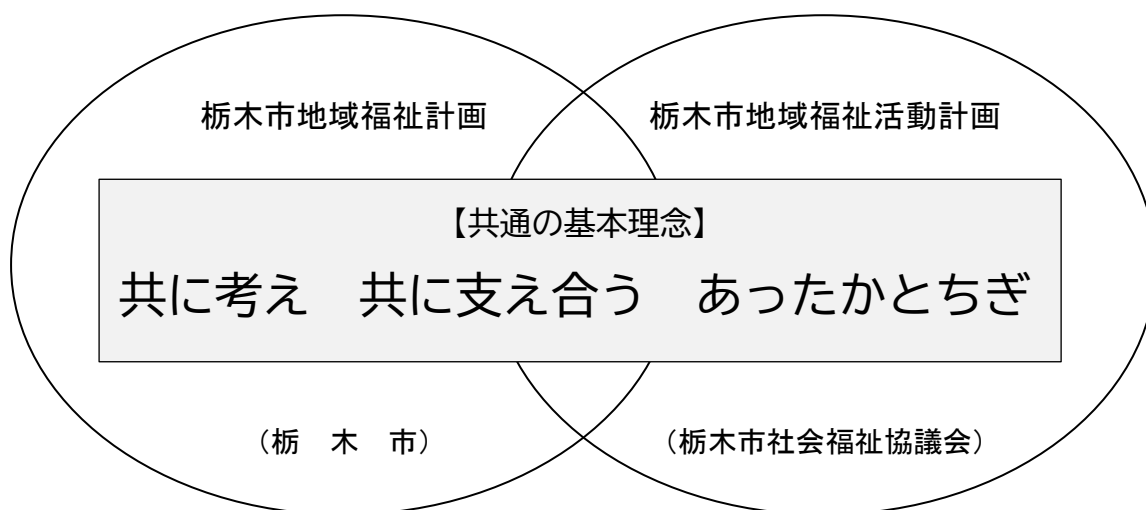 栃木市地域福祉計画
栃木市地域福祉活動計画
【共通の基本理念】
共に考え　共に支え合う　あったかとちぎ
（栃　木　市）
（栃木市社会福祉協議会）